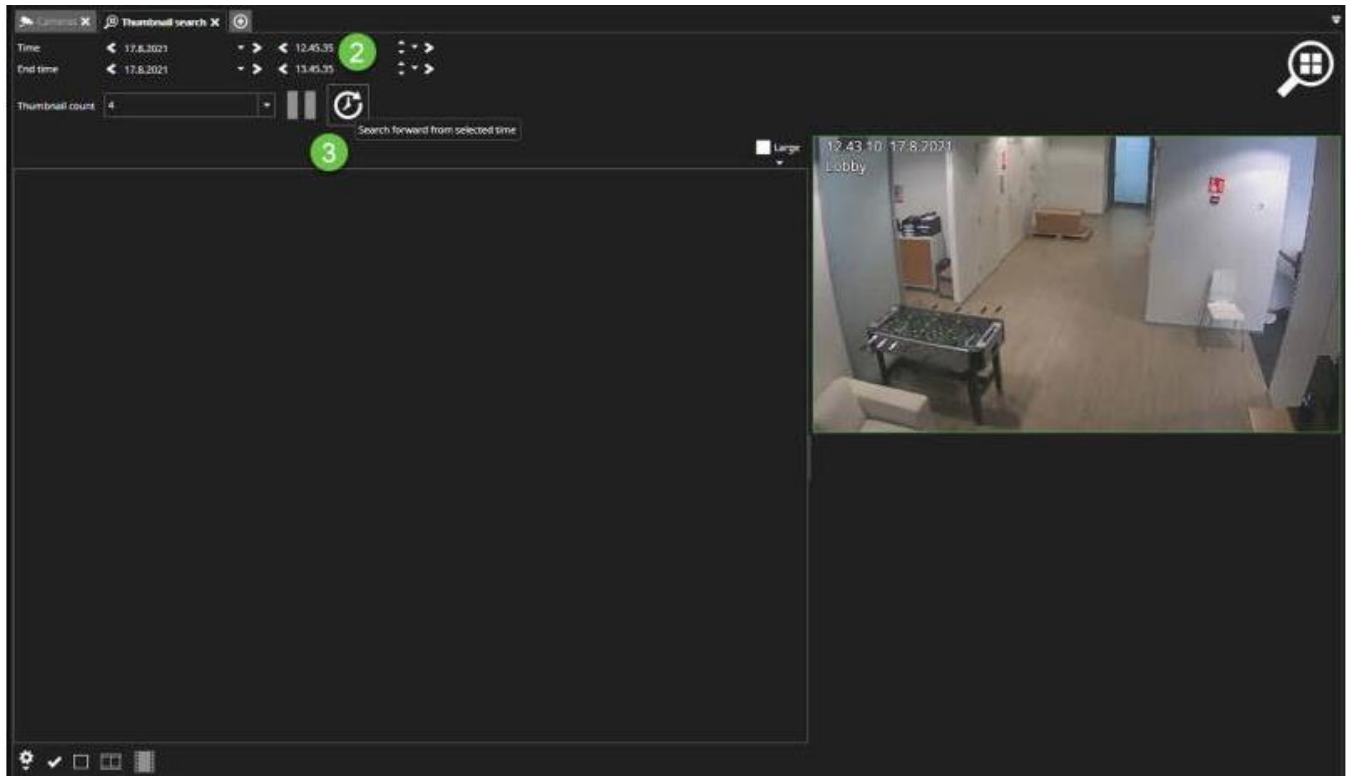 Cameras Thumbnail search
Time 17.8.2021 12.45.35 2
End time 17.8.2021 13.45.35
Thumbnail count 4
Search forward from selected time
3
Large
12.43.10 17.8.2021
Lobby